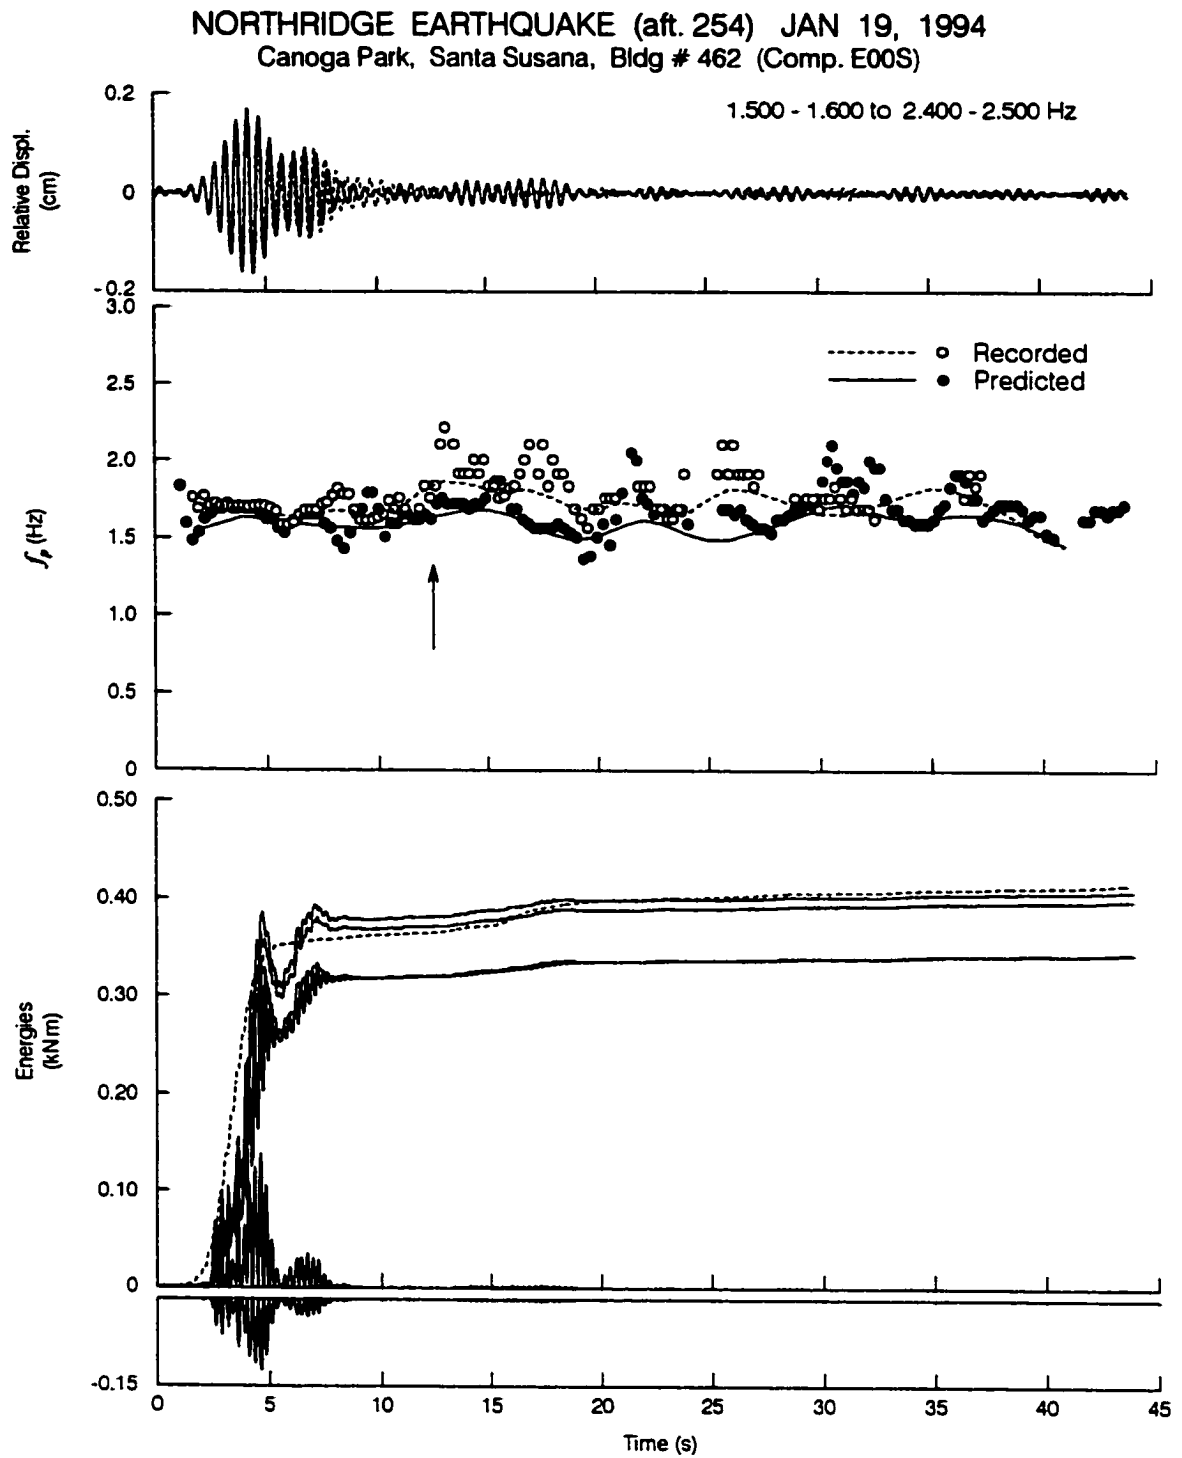 NORTHRIDGE EARTHQUAKE (aft. 254) JAN 19, 1994
Canoga Park, Santa Susana, Bldg # 462 (Comp. E00S)
1.500 - 1.600 to 2.400 - 2.500 Hz
Relative Displ.
(cm)
0.2
0
-0.2
Recorded
Predicted
fp (Hz)
3.0
2.5
2.0
1.5
1.0
0.5
0
Energies
(kNm)
0.50
0.40
0.30
0.20
0.10
0
-0.15
0 5 10 15 20 25 30 35 40 45
Time (s)